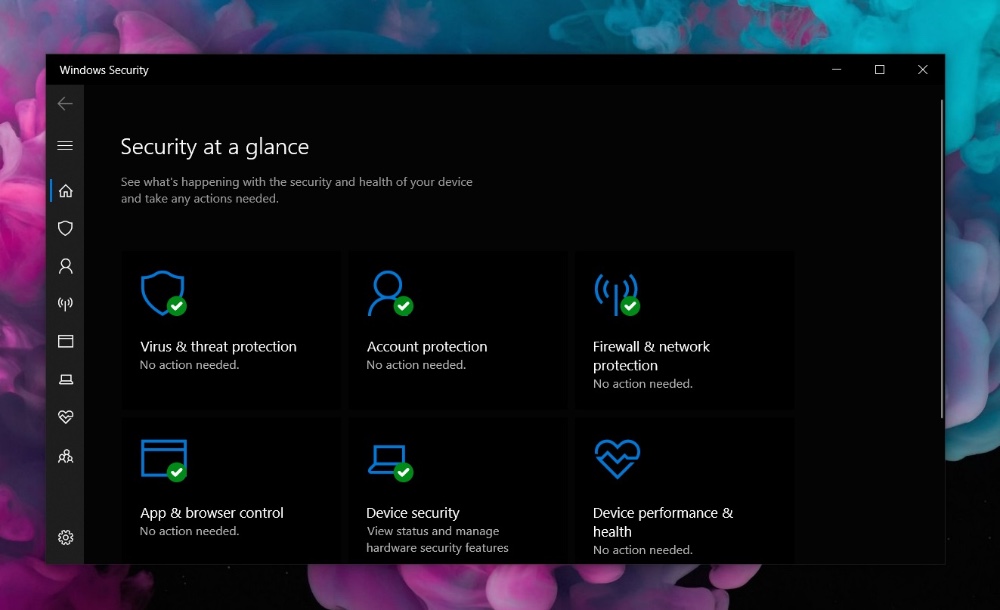 Windows Security
Security at a glance
See what's happening with the security and health of your device
and take any actions needed.
Virus & threat protection
No action needed.
Account protection
No action needed.
Firewall & network
protection
No action needed.
App & browser control
No action needed.
Device security
View status and manage
hardware security features
Device performance &
health
No action needed.